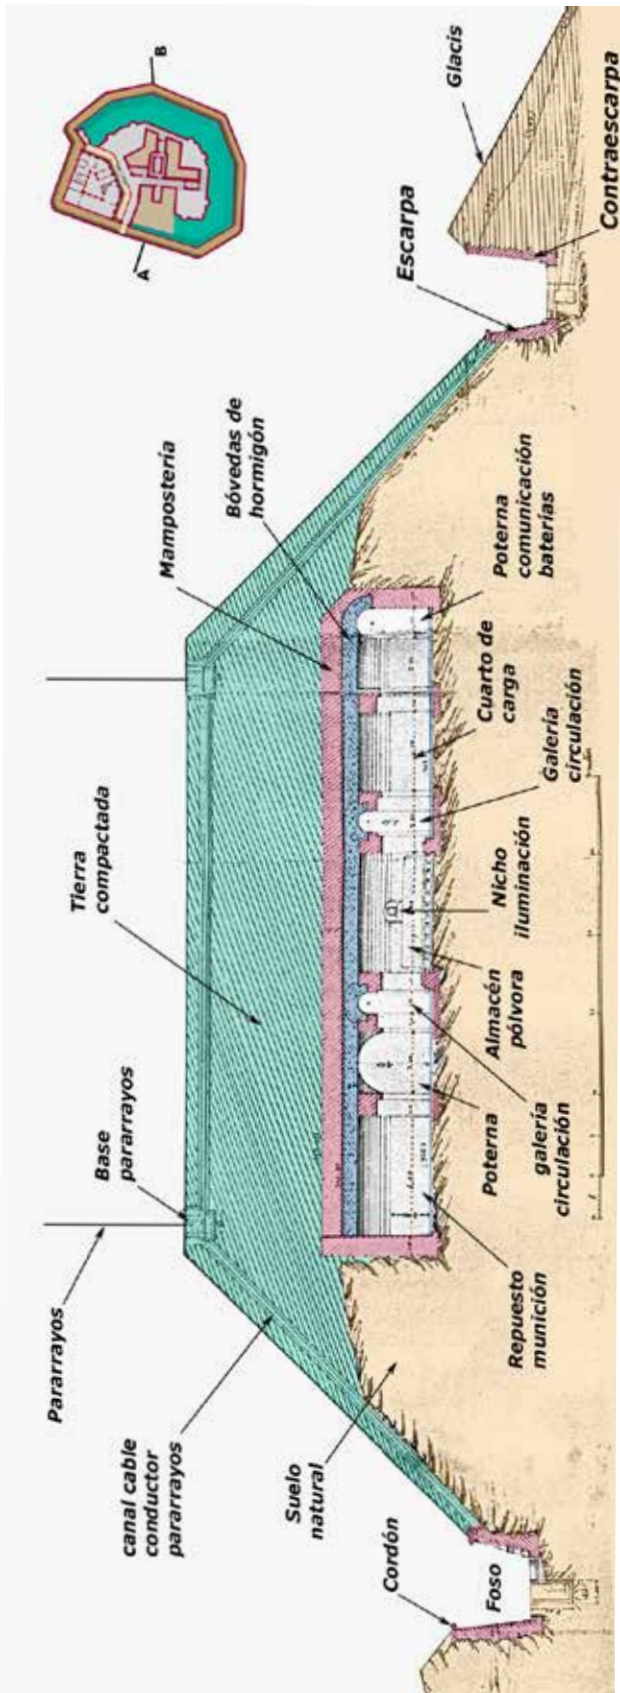 Pararrayos
Base
pararrayos
Tierra
compactada
Mampostería
Bóvedas de
hormigón
Escarpa
Glacis
A
B
canal cable
conductor
pararrayos
Suelo
natural
Cordón
Foso
Repuesto
munición
Poterna
galería
circulación
Almacén
pólvora
Nicho
iluminación
Galería
circulación
Cuarto de
carga
Poterna
comunicación
baterías
Contraescarpa